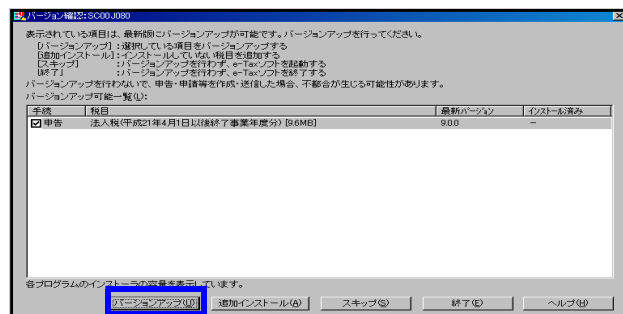 バージョン確認:SC00J080
表示されている項目は、最新版にバージョンアップが可能です。バージョンアップを行ってください。
[バージョンアップ]:選択している項目をバージョンアップする
[追加インストール]:インストールしていない税目を追加する
[スキップ] :バージョンアップを行わず、e-Taxソフトを起動する
[終了] :バージョンアップを行わず、e-Taxソフトを終了する
バージョンアップを行わないで、申告・申請等を作成・送信した場合、不都合が生じる可能性があります。
バージョンアップ可能一覧(L):
手続 税目 最新バージョン インストール済み
申告 法人税(平成21年4月1日以後終了事業年度分) [9.6MB] 9.0.0 -
各プログラムのインストーラの容量を表示しています。
バージョンアップ(U) 追加インストール(A) スキップ(S) 終了(E) ヘルプ(H)